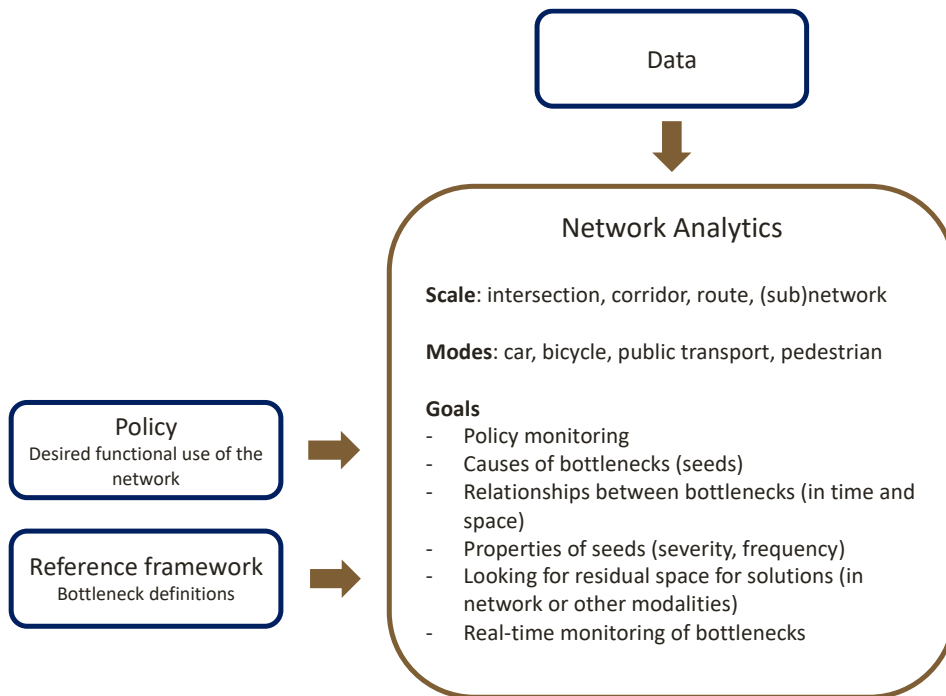 Data
Network Analytics
Scale: intersection, corridor, route, (sub)network
Modes: car, bicycle, public transport, pedestrian
Goals
- Policy monitoring
- Causes of bottlenecks (seeds)
- Relationships between bottlenecks (in time and
space)
- Properties of seeds (severity, frequency)
- Looking for residual space for solutions (in
network or other modalities)
- Real-time monitoring of bottlenecks
Policy
Desired functional use of the
network
Reference framework
Bottleneck definitions